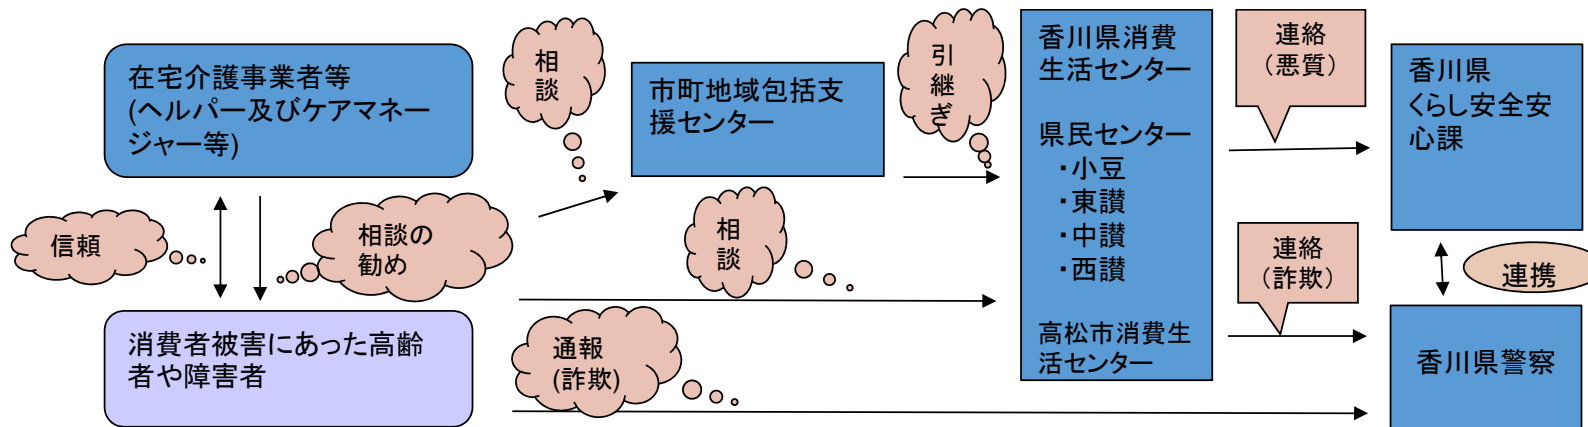 在宅介護事業者等
(ヘルパー及びケアマネー
ジャー等)
信頼
相談の
勧め
消費者被害にあった高齢
者や障害者
相
談
市町地域包括支
援センター
相
談
通報
(詐欺)
引
継
ぎ
香川県消費
生活センター
県民センター
・小豆
・東讃
・中讃
・西讃
高松市消費生
活センター
連絡
(悪質)
連絡
(詐欺)
香川県
くらし安全安
心課
連携
香川県警察